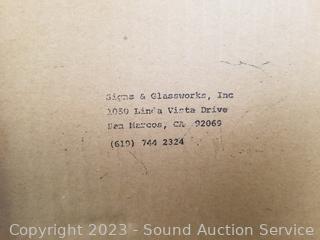 Signs & Glassworks, Inc
1050 Linda Vista Drive
San Marcos, CA 92069
(619) 744 2324
Copyright 2023 - Sound Auction Service